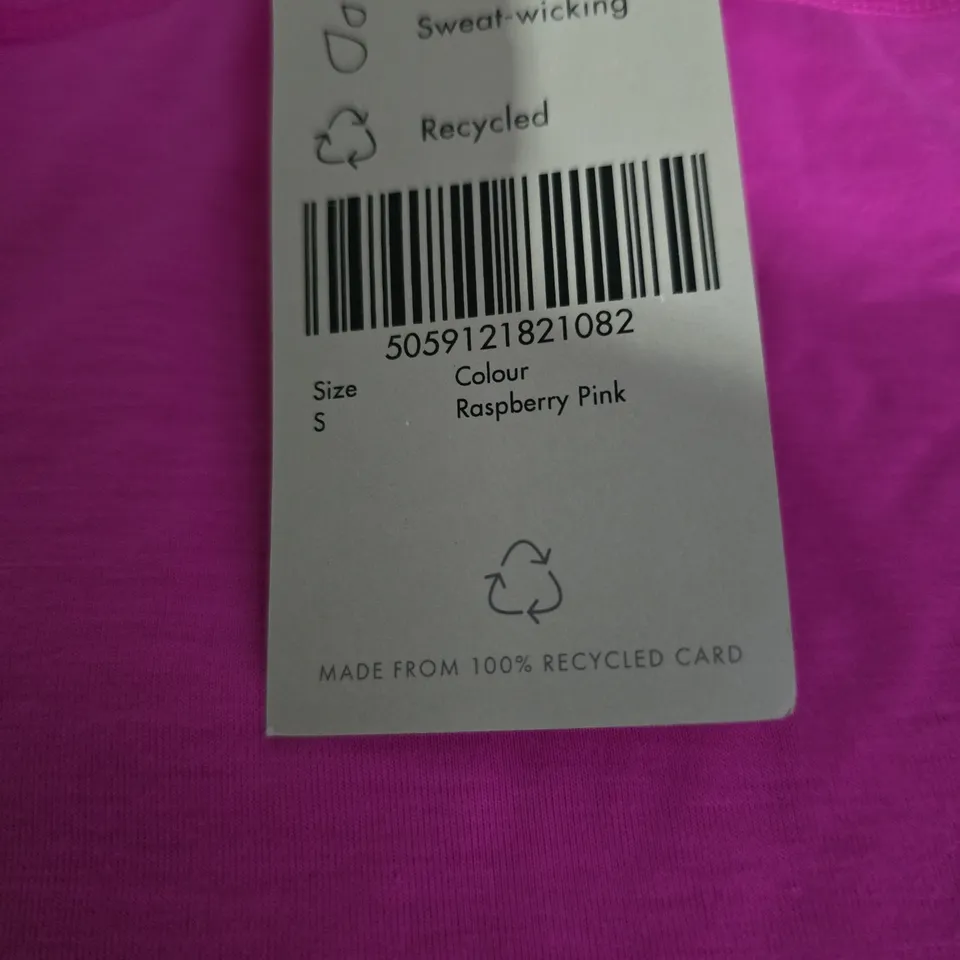 Sweat-wicking
Recycled
5059121821082
Size
S
Colour
Raspberry Pink
MADE FROM 100% RECYCLED CARD